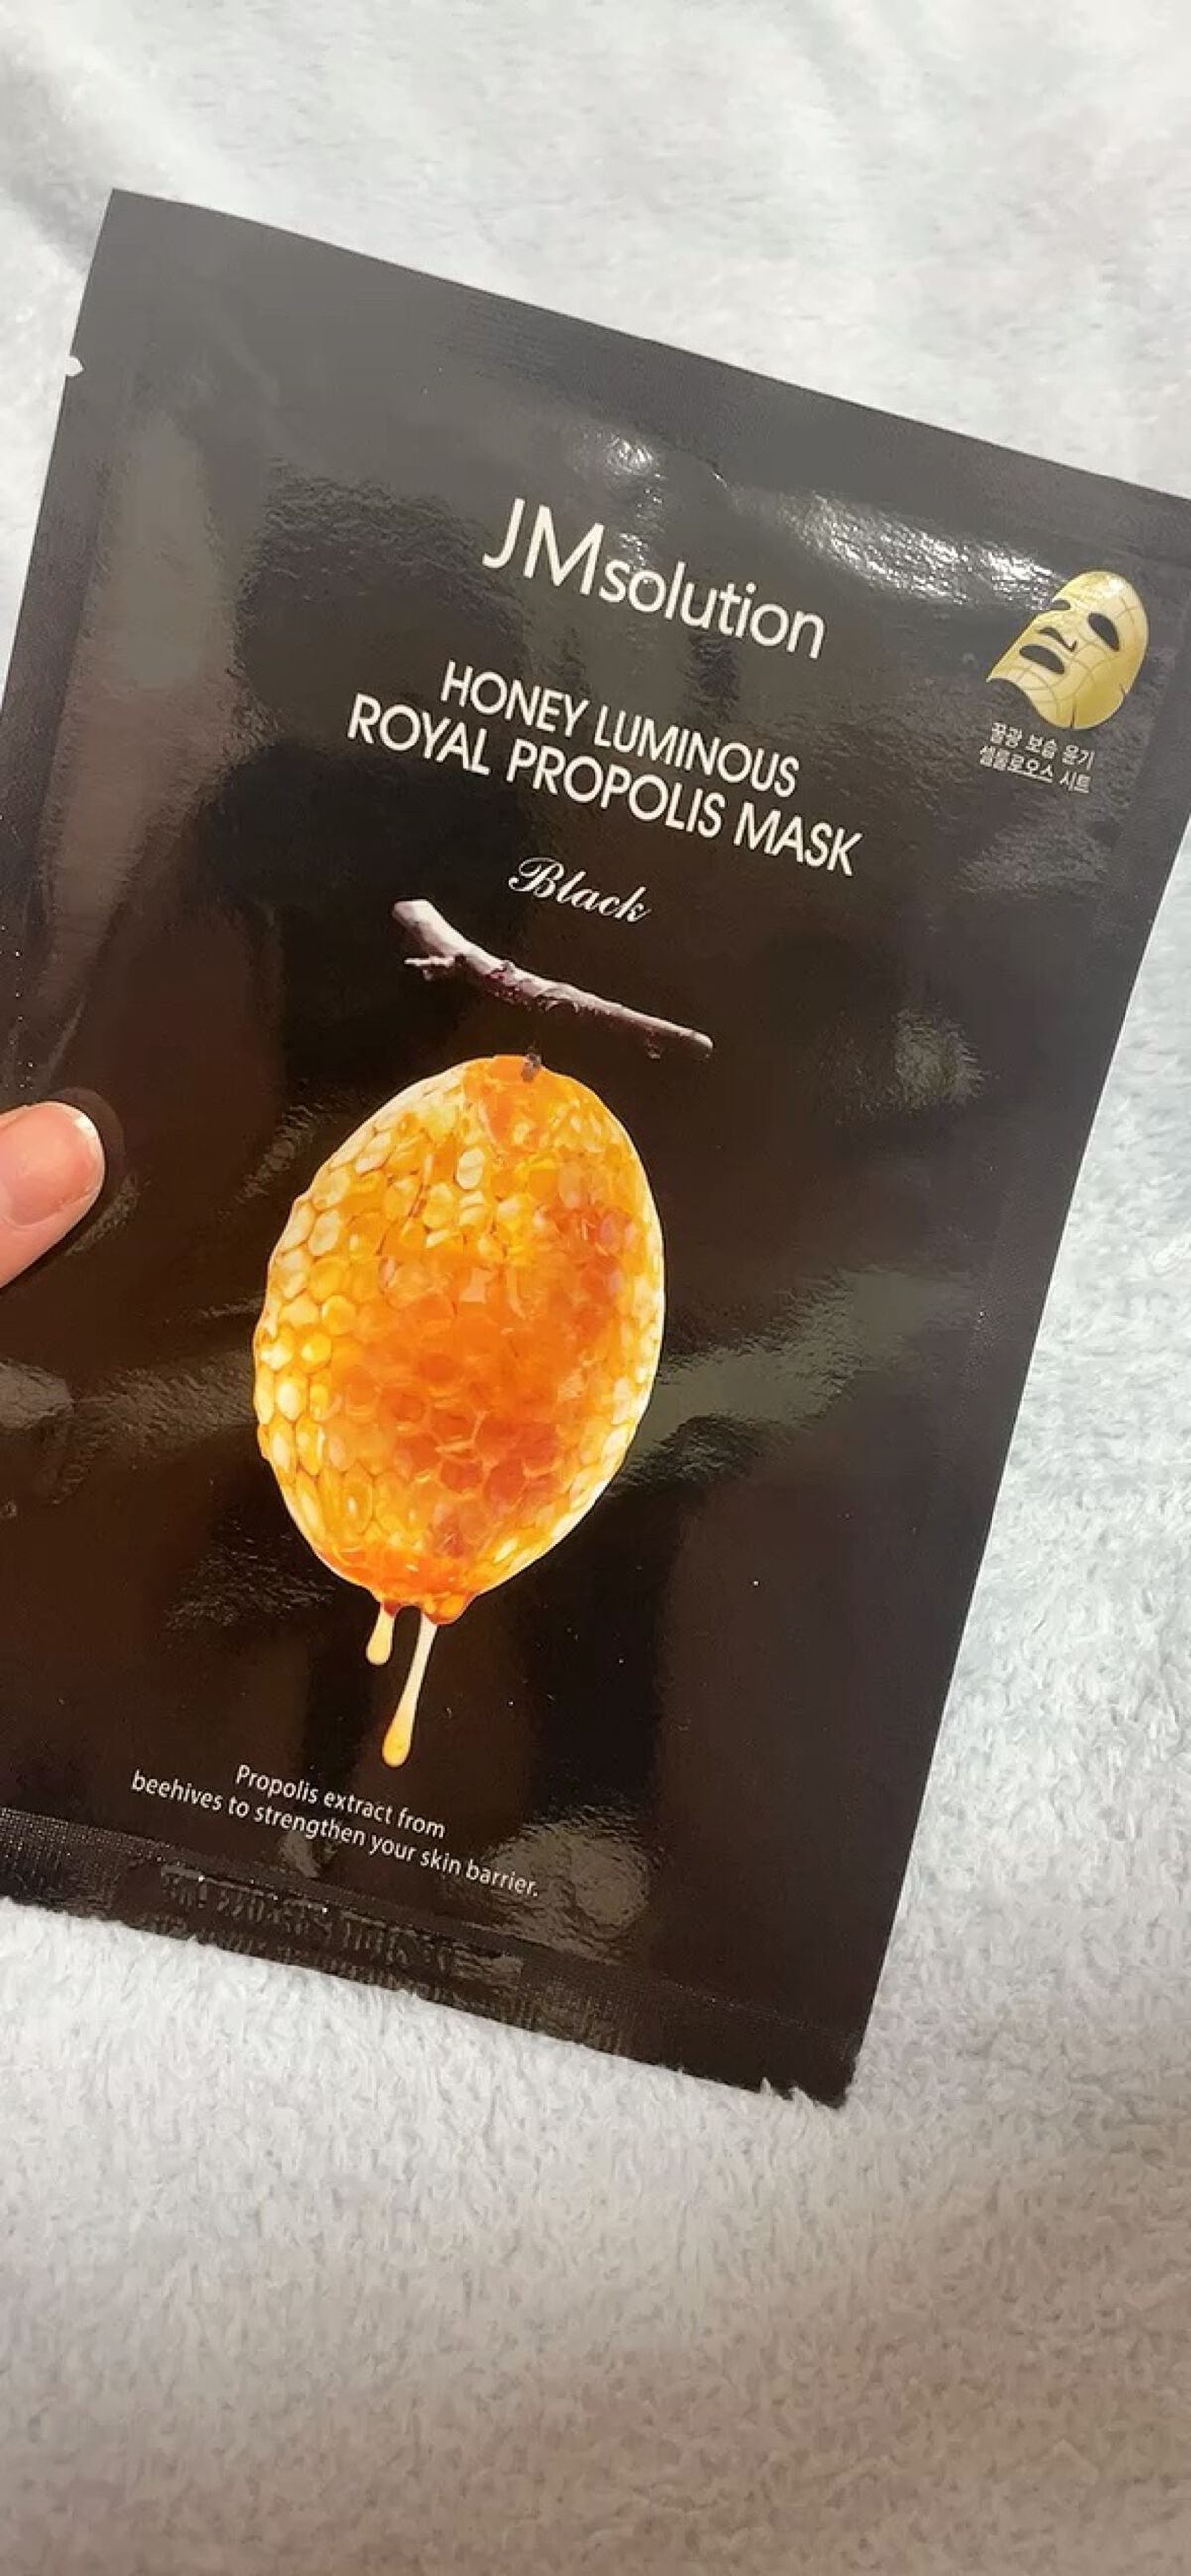 JMsolution
HONEY LUMINOUS
ROYAL PROPOLIS MASK
Black
꿀광 보습 윤기
셀룰로오스 시트
Propolis extract from
beehives to strengthen your skin barrier.